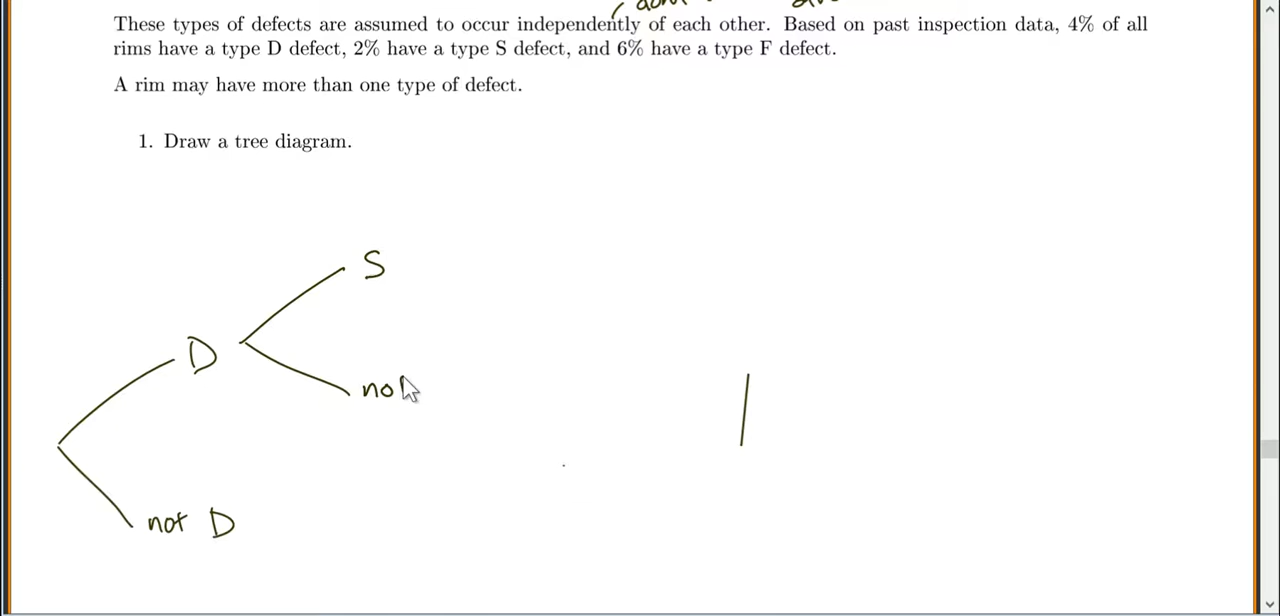 These types of defects are assumed to occur independently of each other. Based on past inspection data, 4% of all
rims have a type D defect, 2% have a type S defect, and 6% have a type F defect.
A rim may have more than one type of defect.
1. Draw a tree diagram.
S
D
not
not D